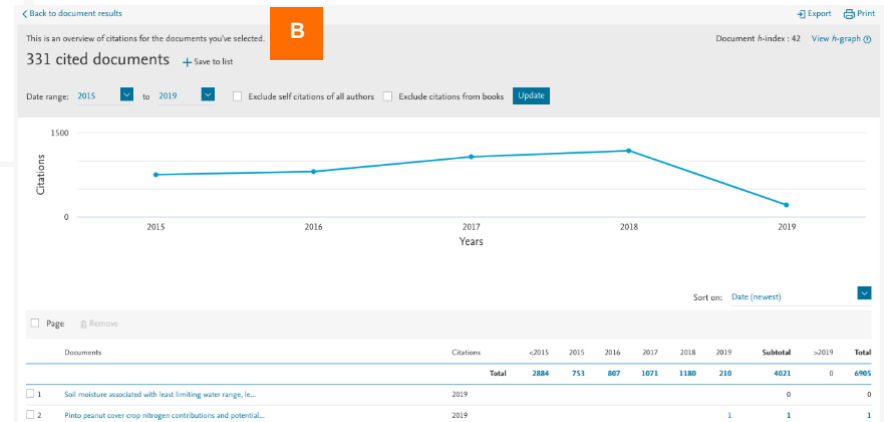 Back to document results
Export Print
This is an overview of citations for the documents you've selected.
B
Document h-index : 42 View h-graph
331 cited documents + Save to list
Date range: 2015 to 2019 Exclude self citations of all authors Exclude citations from books Update
1500
Citations
0
2015 2016 2017 2018 2019
Years
Sort on: Date (newest)
Page Remove
Documents Citations <2015 2015 2016 2017 2018 2019 Subtotal >2019 Total
Total 2884 753 807 1071 1180 210 4021 0 6905
1 Soil moisture associated with least limiting water range, le... 2019 0 0
2 Pinto peanut cover crop nitrogen contributions and potential... 2019 1 1 1